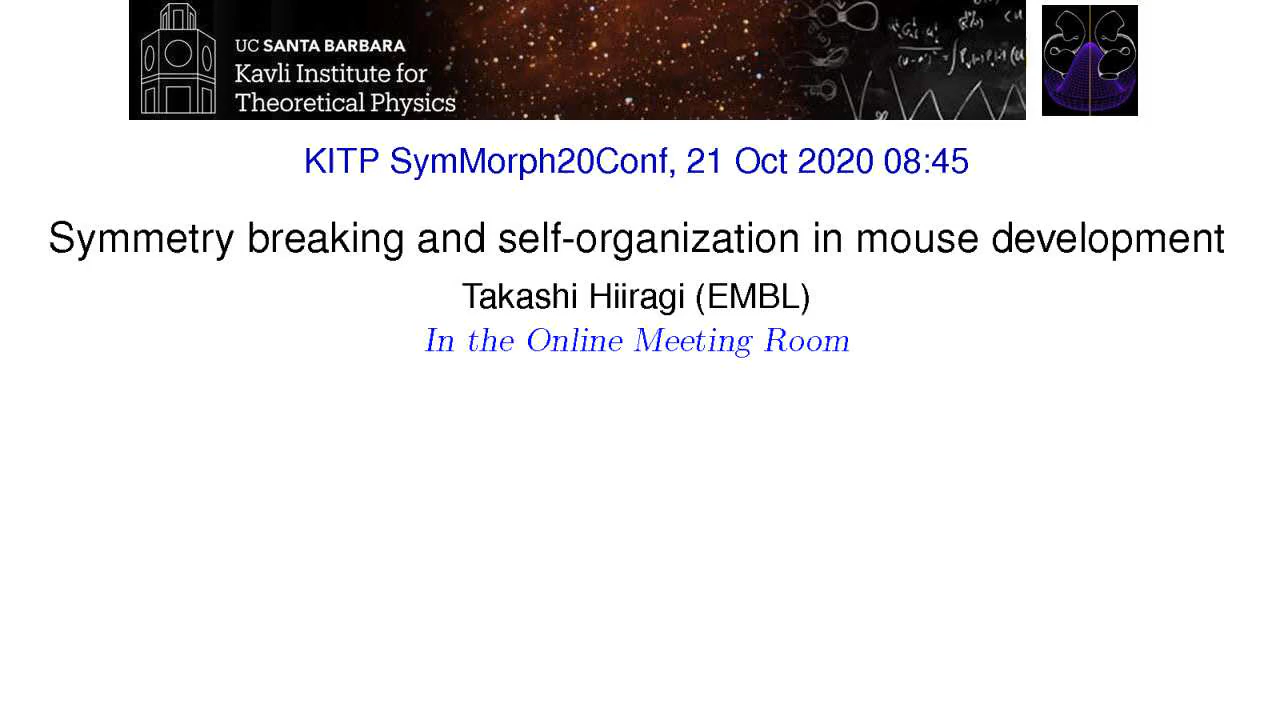 UC SANTA BARBARA
Kavli Institute for
Theoretical Physics
KITP SymMorph20Conf, 21 Oct 2020 08:45
Symmetry breaking and self-organization in mouse development
Takashi Hiiragi (EMBL)
In the Online Meeting Room